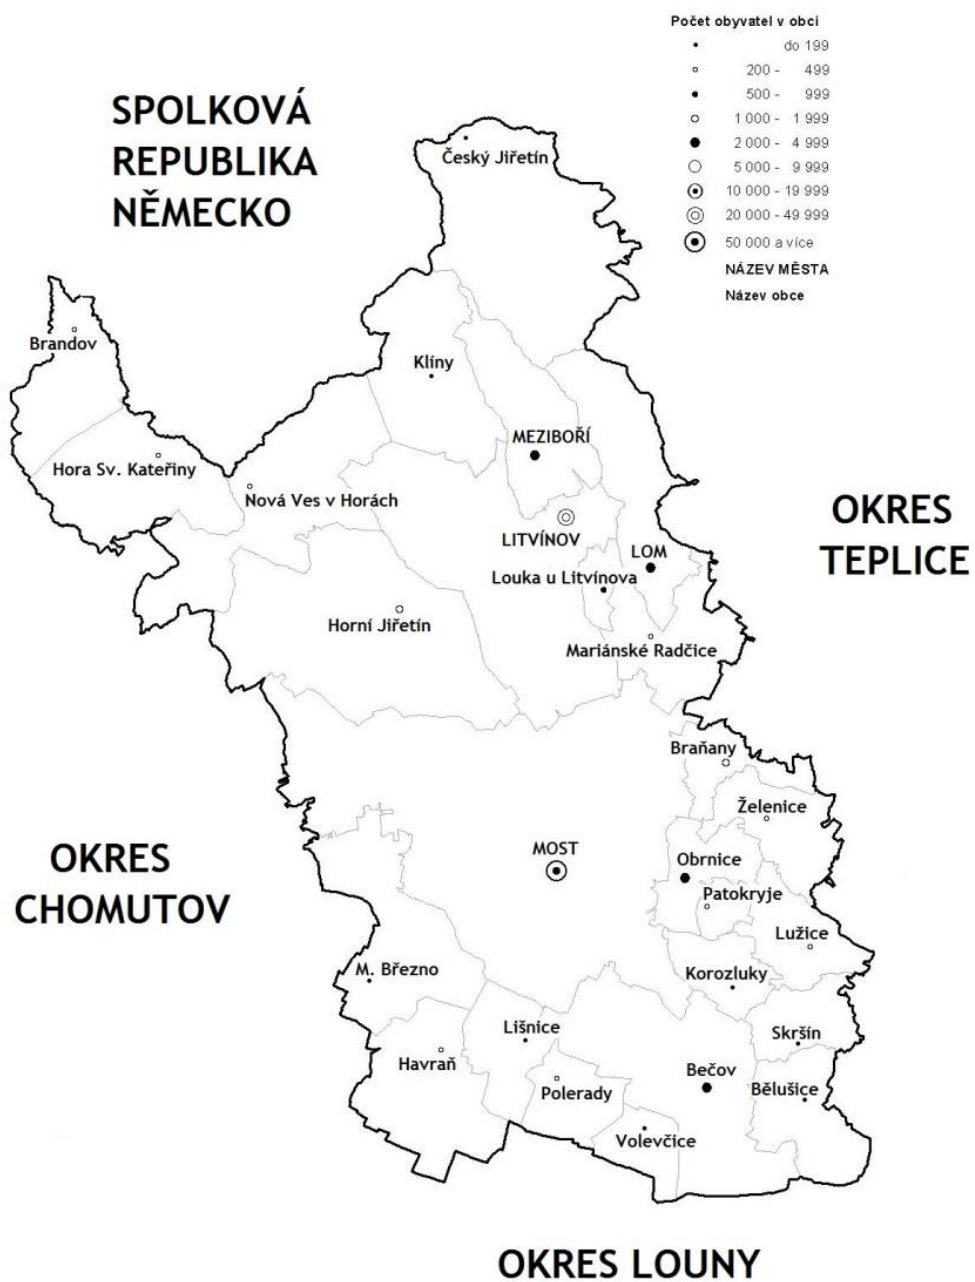 Počet obyvatel v obci
do 199
200 - 499
500 - 999
1 000 - 1 999
2 000 - 4 999
5 000 - 9 999
10 000 - 19 999
20 000 - 49 999
50 000 a více
NÁZEV MĚSTA
Název obce
SPOLKOVÁ
REPUBLIKA
NĚMECKO
Český Jiřetín
Brandov
Klíny
MEZIBOŘÍ
Hora Sv. Kateřiny
Nová Ves v Horách
OKRES
TEPLICE
LITVÍNOV
LOM
Louka u Litvínova
Horní Jiřetín
Mariánské Radčice
Braňany
Želenice
OKRES
CHOMUTOV
MOST
Obrnice
Patokryje
Lužice
M. Březno
Korozluky
Lišnice
Skršín
Havraň
Bečov
Polerady
Bělušice
Volevčice
OKRES LOUNY